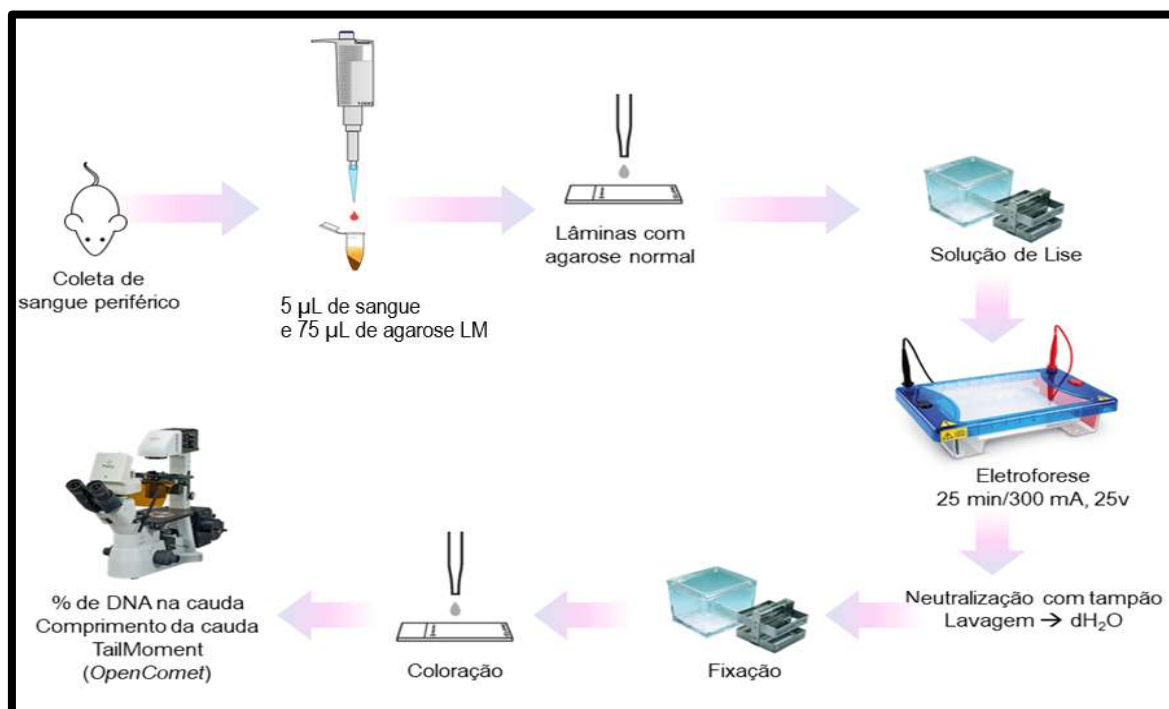 Coleta de
sangue periférico
5 µL de sangue
e 75 µL de agarose LM
Lâminas com
agarose normal
Solução de Lise
Eletroforese
25 min/300 mA, 25v
Neutralização com tampão
Lavagem → dH₂O
Fixação
Coloração
% de DNA na cauda
Comprimento da cauda
TailMoment
(OpenComet)